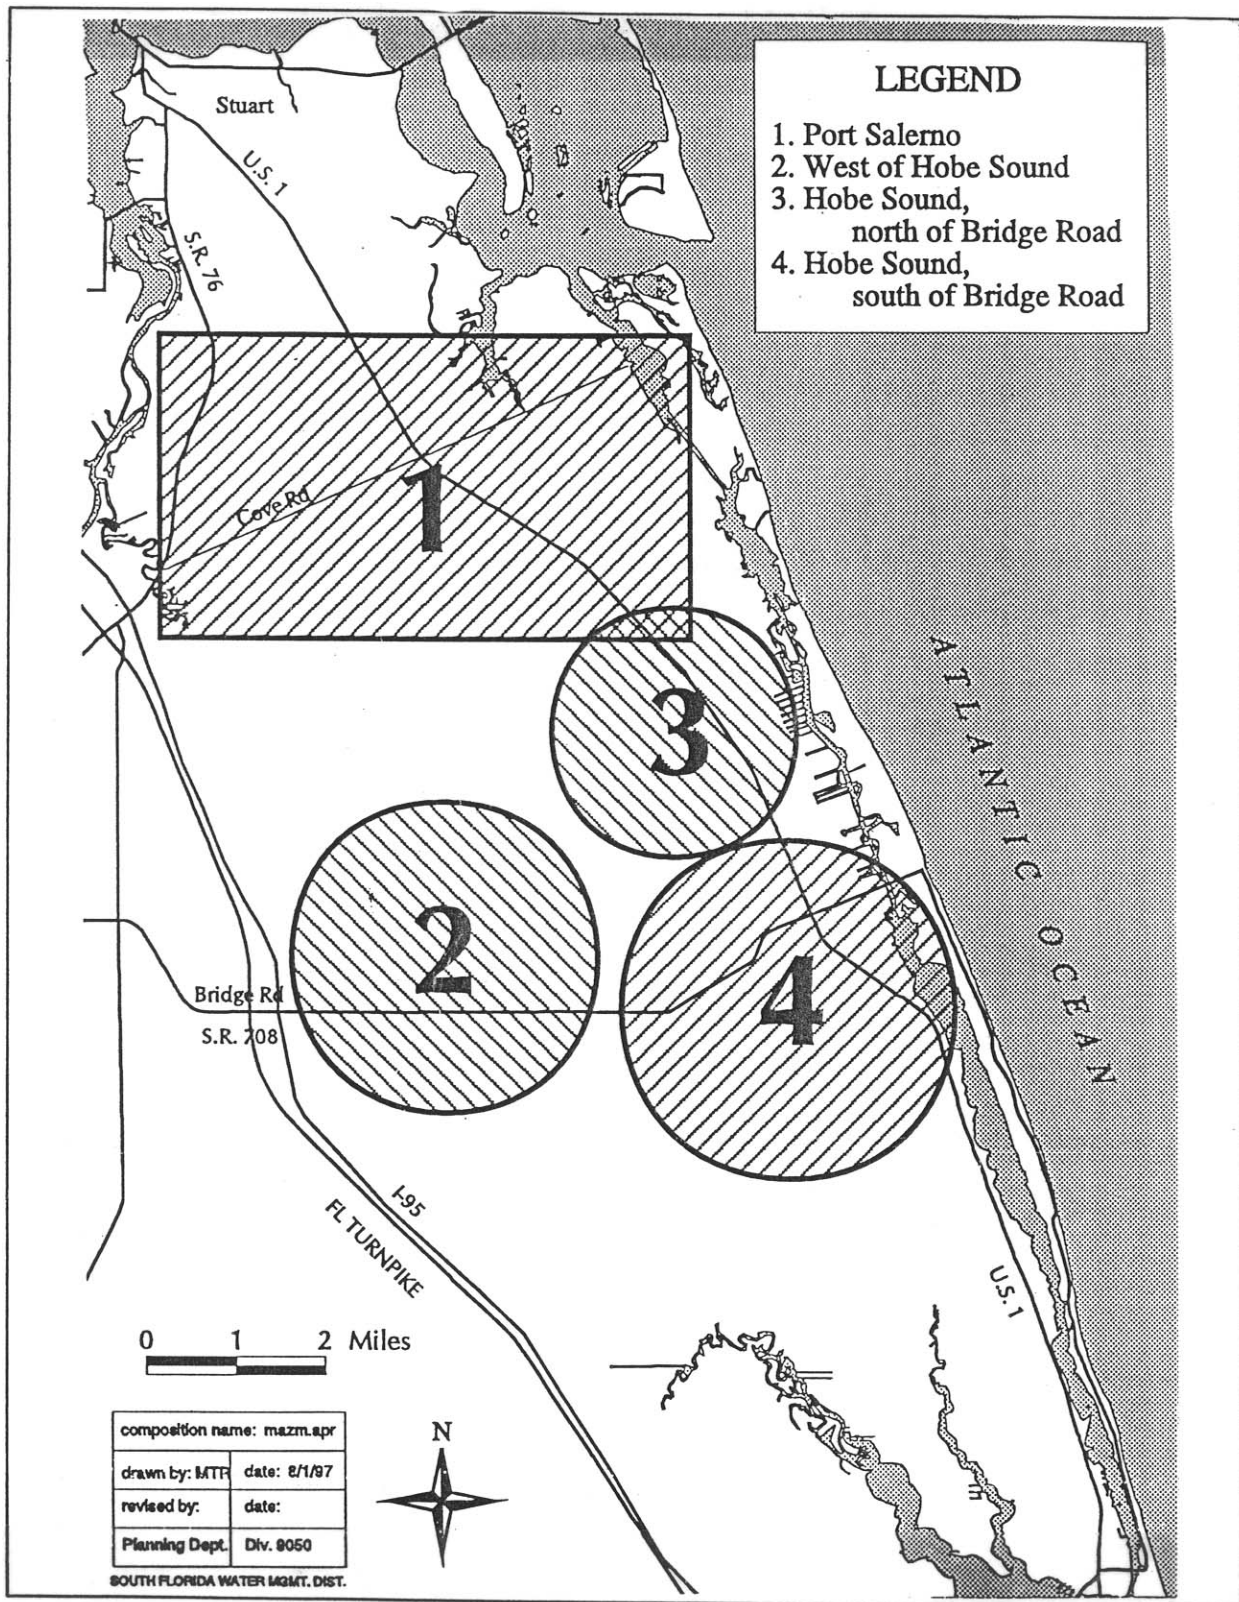 LEGEND
1. Port Salerno
2. West of Hobe Sound
3. Hobe Sound,
north of Bridge Road
4. Hobe Sound,
south of Bridge Road
Stuart
U.S. 1
S.R. 76
Cove Rd
1
3
2
4
Bridge Rd
S.R. 708
ATLANTIC OCEAN
I-95
FL TURNPIKE
U.S. 1
0 1 2 Miles
N
composition name: mazm.apr
drawn by: MTR date: 8/1/97
revised by: date:
Planning Dept. Div. 9050
SOUTH FLORIDA WATER MGMT. DIST.